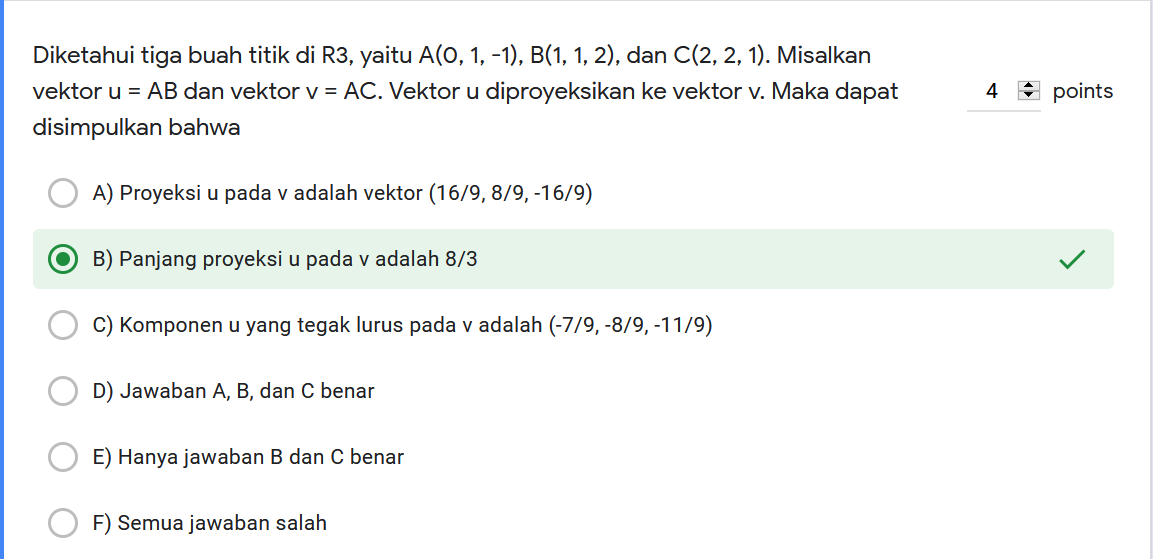 Diketahui tiga buah titik di R3, yaitu A(0, 1, -1), B(1, 1, 2), dan C(2, 2, 1). Misalkan
vektor u = AB dan vektor v = AC. Vektor u diproyeksikan ke vektor v. Maka dapat
disimpulkan bahwa
4 points
A) Proyeksi u pada v adalah vektor (16/9, 8/9, -16/9)
B) Panjang proyeksi u pada v adalah 8/3
C) Komponen u yang tegak lurus pada v adalah (-7/9, -8/9, -11/9)
D) Jawaban A, B, dan C benar
E) Hanya jawaban B dan C benar
F) Semua jawaban salah